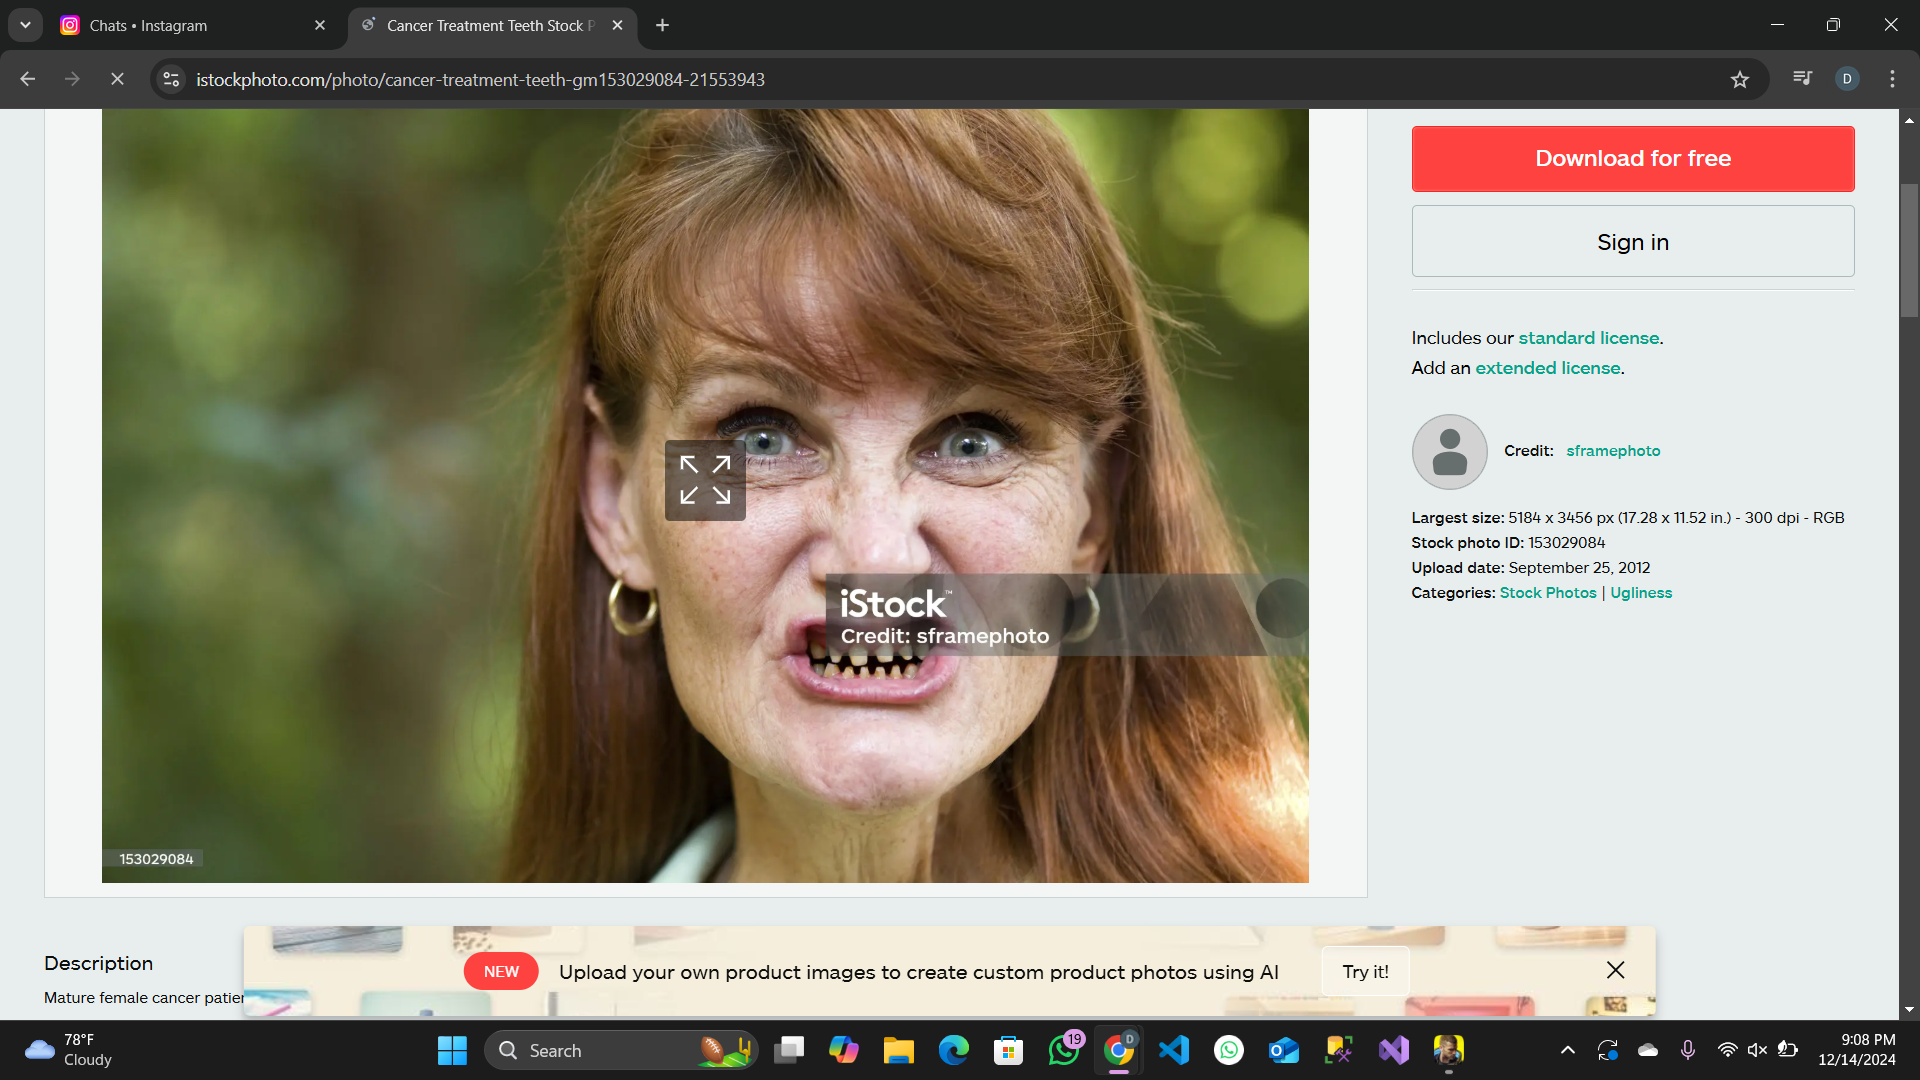 Chats • Instagram
Cancer Treatment Teeth Stock P
istockphoto.com/photo/cancer-treatment-teeth-gm153029084-21553943
D
Download for free
Sign in
Includes our standard license.
Add an extended license.
Credit: sframephoto
Largest size: 5184 x 3456 px (17.28 x 11.52 in.) - 300 dpi - RGB
Stock photo ID: 153029084
Upload date: September 25, 2012
Categories: Stock Photos | Ugliness
iStock™
Credit: sframephoto
153029084
Description
Mature female cancer patier
NEW
Upload your own product images to create custom product photos using AI
Try it!
78°F
Cloudy
Search
19
D
9:08 PM
12/14/2024